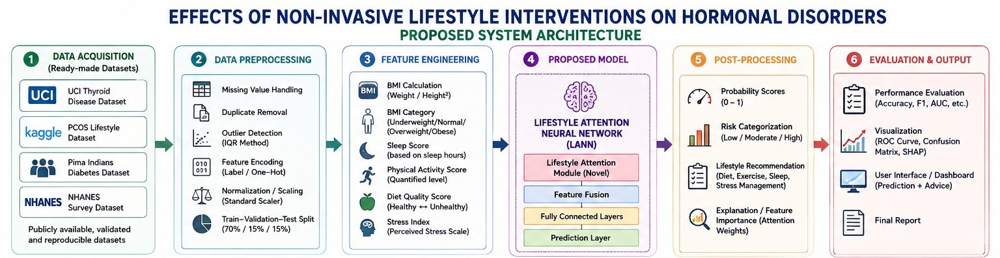 EFFECTS OF NON-INVASIVE LIFESTYLE INTERVENTIONS ON HORMONAL DISORDERS
PROPOSED SYSTEM ARCHITECTURE
1 DATA ACQUISITION
(Ready-made Datasets)
UCI
UCI Thyroid
Disease Dataset
kaggle
PCOS Lifestyle
Dataset
Pima Indians
Diabetes Dataset
NHANES
NHANES
Survey Dataset
Publicly available, validated
and reproducible datasets
2 DATA PREPROCESSING
Missing Value Handling
Duplicate Removal
Outlier Detection
(IQR Method)
010
001
Feature Encoding
(Label / One-Hot)
Normalization / Scaling
(Standard Scaler)
Train–Validation–Test Split
(70% / 15% / 15%)
3 FEATURE ENGINEERING
BMI
BMI Calculation
(Weight / Height²)
BMI Category
(Underweight/Normal/
Overweight/Obese)
Sleep Score
(based on sleep hours)
Physical Activity Score
(Quantified level)
Diet Quality Score
(Healthy ↔ Unhealthy)
Stress Index
(Perceived Stress Scale)
4 PROPOSED MODEL
LIFESTYLE ATTENTION
NEURAL NETWORK
(LANN)
Lifestyle Attention
Module (Novel)
Feature Fusion
Fully Connected Layers
Prediction Layer
5 POST-PROCESSING
Probability Scores
(0 – 1)
Risk Categorization
(Low / Moderate / High)
Lifestyle Recommendation
(Diet, Exercise, Sleep,
Stress Management)
Explanation / Feature
Importance (Attention
Weights)
6 EVALUATION & OUTPUT
Performance Evaluation
(Accuracy, F1, AUC, etc.)
Visualization
(ROC Curve, Confusion
Matrix, SHAP)
User Interface / Dashboard
(Prediction + Advice)
Final Report